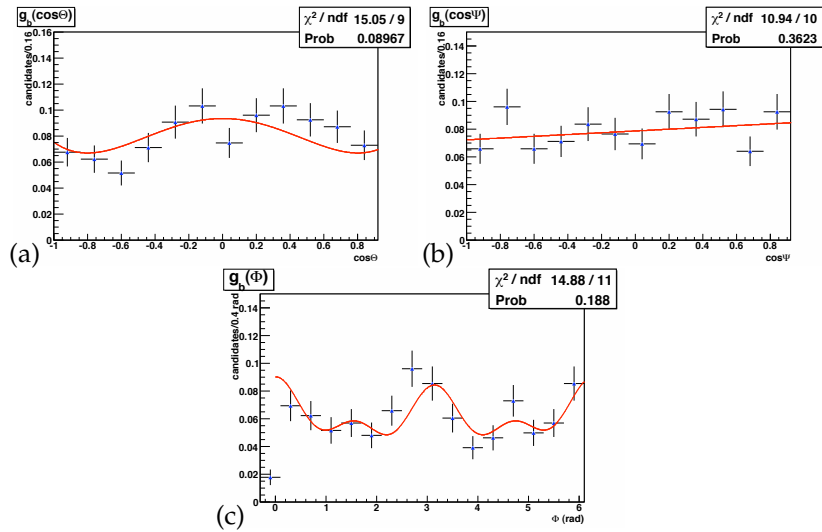 g_b(cosΘ)
χ² / ndf 15.05 / 9
Prob 0.08967
candidates/0.16
0.16
0.14
0.12
0.1
0.08
0.06
0.04
0.02
0
-1 -0.8 -0.6 -0.4 -0.2 0 0.2 0.4 0.6 0.8
cosΘ
(a)
g_b(cosΨ)
χ² / ndf 10.94 / 10
Prob 0.3623
candidates/0.16
0.16
0.14
0.12
0.1
0.08
0.06
0.04
0.02
0
-1 -0.8 -0.6 -0.4 -0.2 0 0.2 0.4 0.6 0.8
cosΨ
(b)
g_b(Φ)
χ² / ndf 14.88 / 11
Prob 0.188
candidates/0.4 rad
0.14
0.12
0.1
0.08
0.06
0.04
0.02
0
0 1 2 3 4 5 6
Φ (rad)
(c)